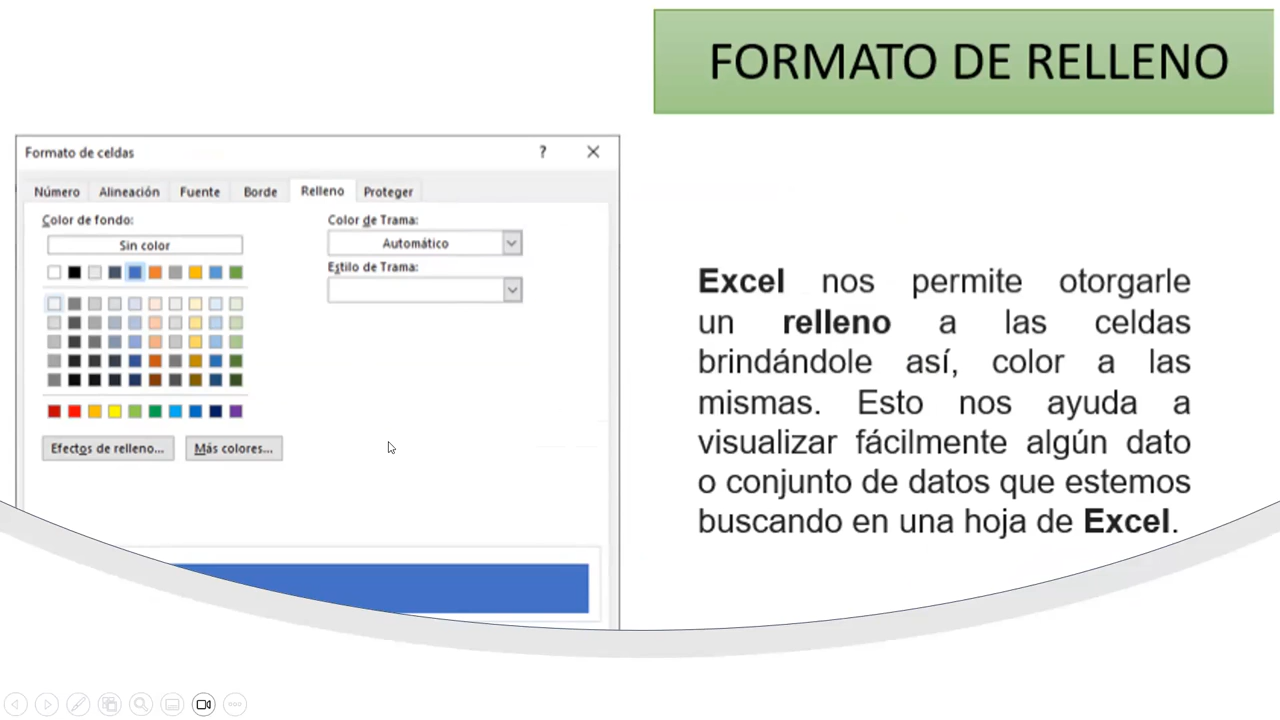 FORMATO DE RELLENO
Formato de celdas ? ×
Número Alineación Fuente Borde Relleno Proteger
Color de fondo: Color de Trama:
Sin color Automático
Estilo de Trama:
Efectos de relleno... Más colores...
Excel nos permite otorgarle
un relleno a las celdas
brindándole así, color a las
mismas. Esto nos ayuda a
visualizar fácilmente algún dato
o conjunto de datos que estemos
buscando en una hoja de Excel.